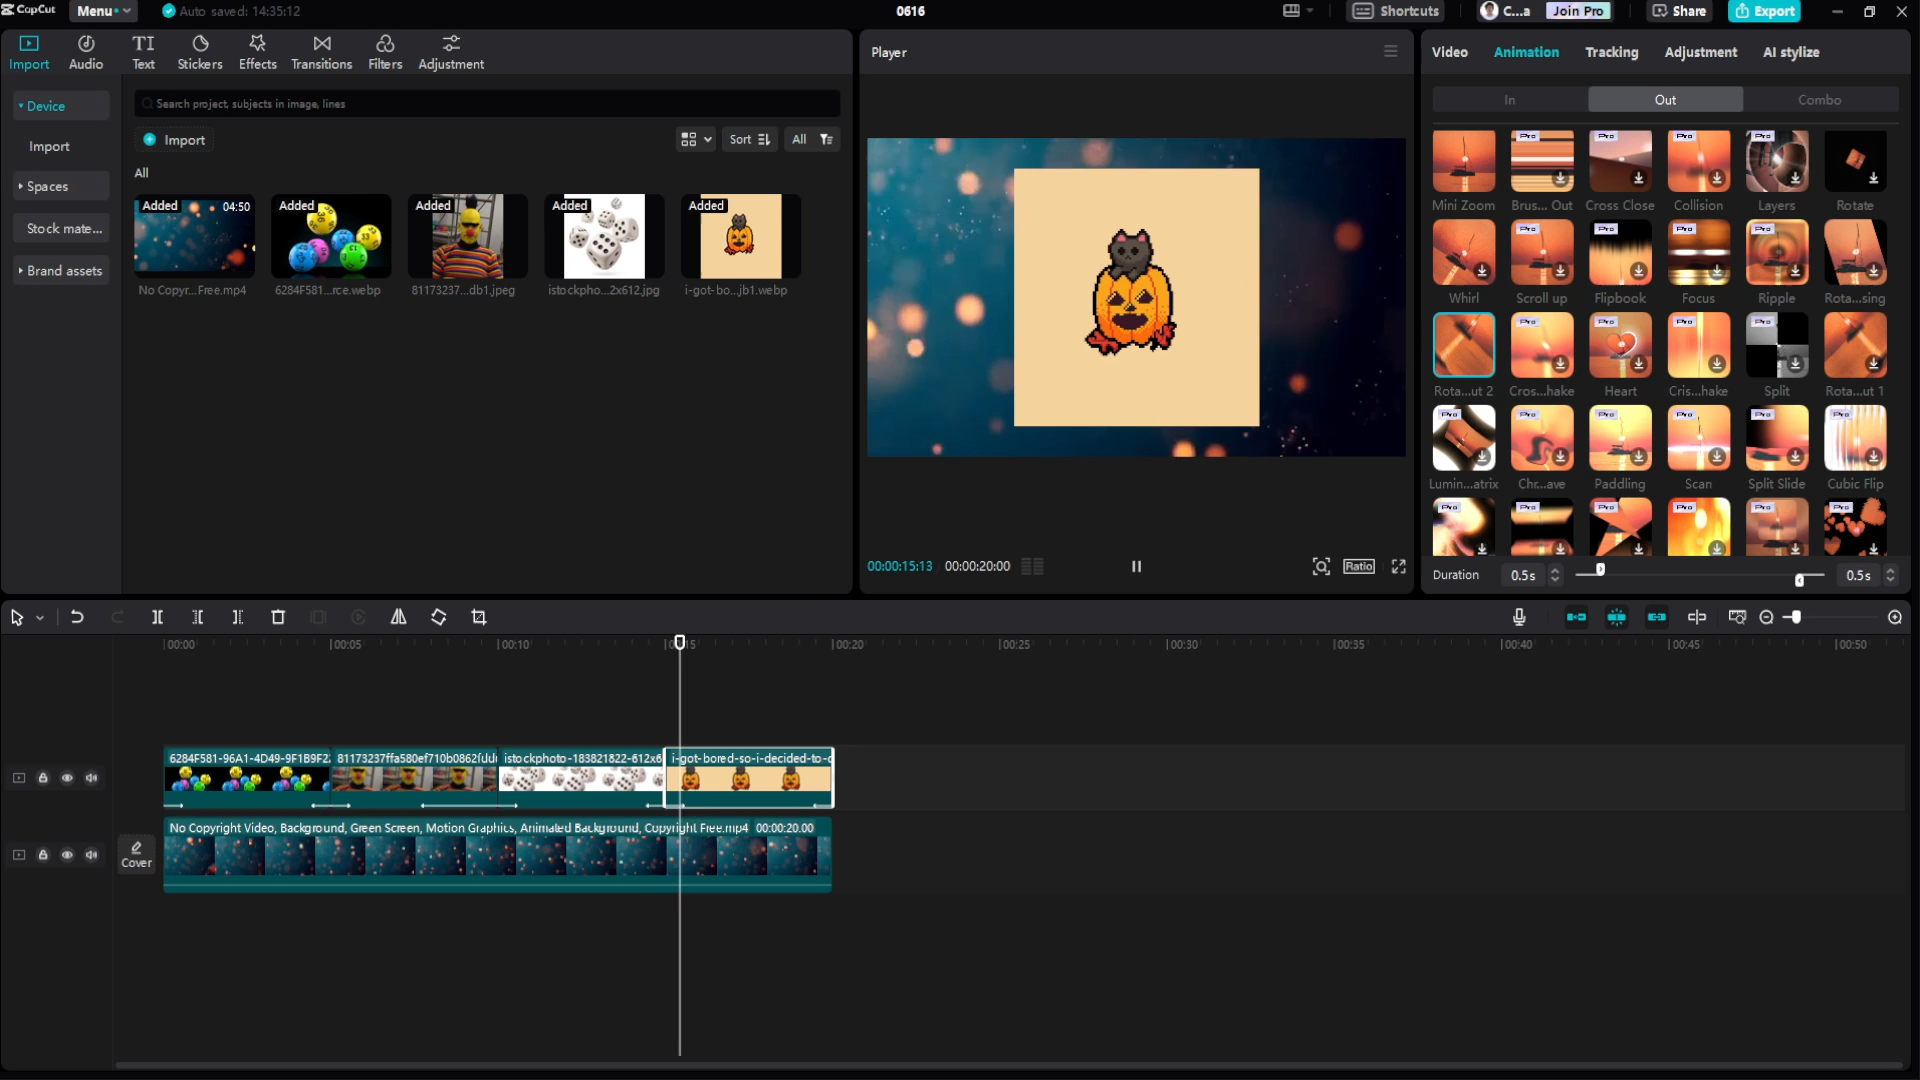 CapCut
Menu
Auto saved: 14:35:12
0616
Shortcuts
C...a
Join Pro
Share
Export
Import
Audio
Text
Stickers
Effects
Transitions
Filters
Adjustment
Device
Import
Spaces
Stock mate...
Brand assets
Search project, subjects in image, lines
Import
Sort
All
All
Added 04:50
Added
Added
Added
Added
No Copyr...Free.mp4
6284F581...rce.webp
81173237...db1.jpeg
istockpho...2x612.jpg
i-got-bo...jb1.webp
Player
00:00:15:13
00:00:20:00
Ratio
Video
Animation
Tracking
Adjustment
AI stylize
In
Out
Combo
Pro
Pro
Pro
Pro
Mini Zoom
Brus... Out
Cross Close
Collision
Layers
Rotate
Pro
Pro
Pro
Pro
Whirl
Scroll up
Flipbook
Focus
Ripple
Rota...sing
Pro
Pro
Pro
Pro
Rota...ut 2
Cros...hake
Heart
Cris...hake
Split
Rota...ut 1
Pro
Pro
Pro
Pro
Pro
Pro
Lumin...atrix
Chr...ave
Paddling
Scan
Split Slide
Cubic Flip
Pro
Pro
Pro
Pro
Pro
Pro
Duration
0.5s
0.5s
00:00
00:05
00:10
00:20
00:25
00:30
00:35
00:40
00:45
00:50
6284F581-96A1-4D49-9F1B9F2
81173237ffa580ef710b0862fdd
istockphoto-183821822-612x6
i-got-bored-so-i-decided-to-
Cover
No Copyright Video, Background, Green Screen, Motion Graphics, Animated Background, Copyright Free.mp4 00:00:20:00